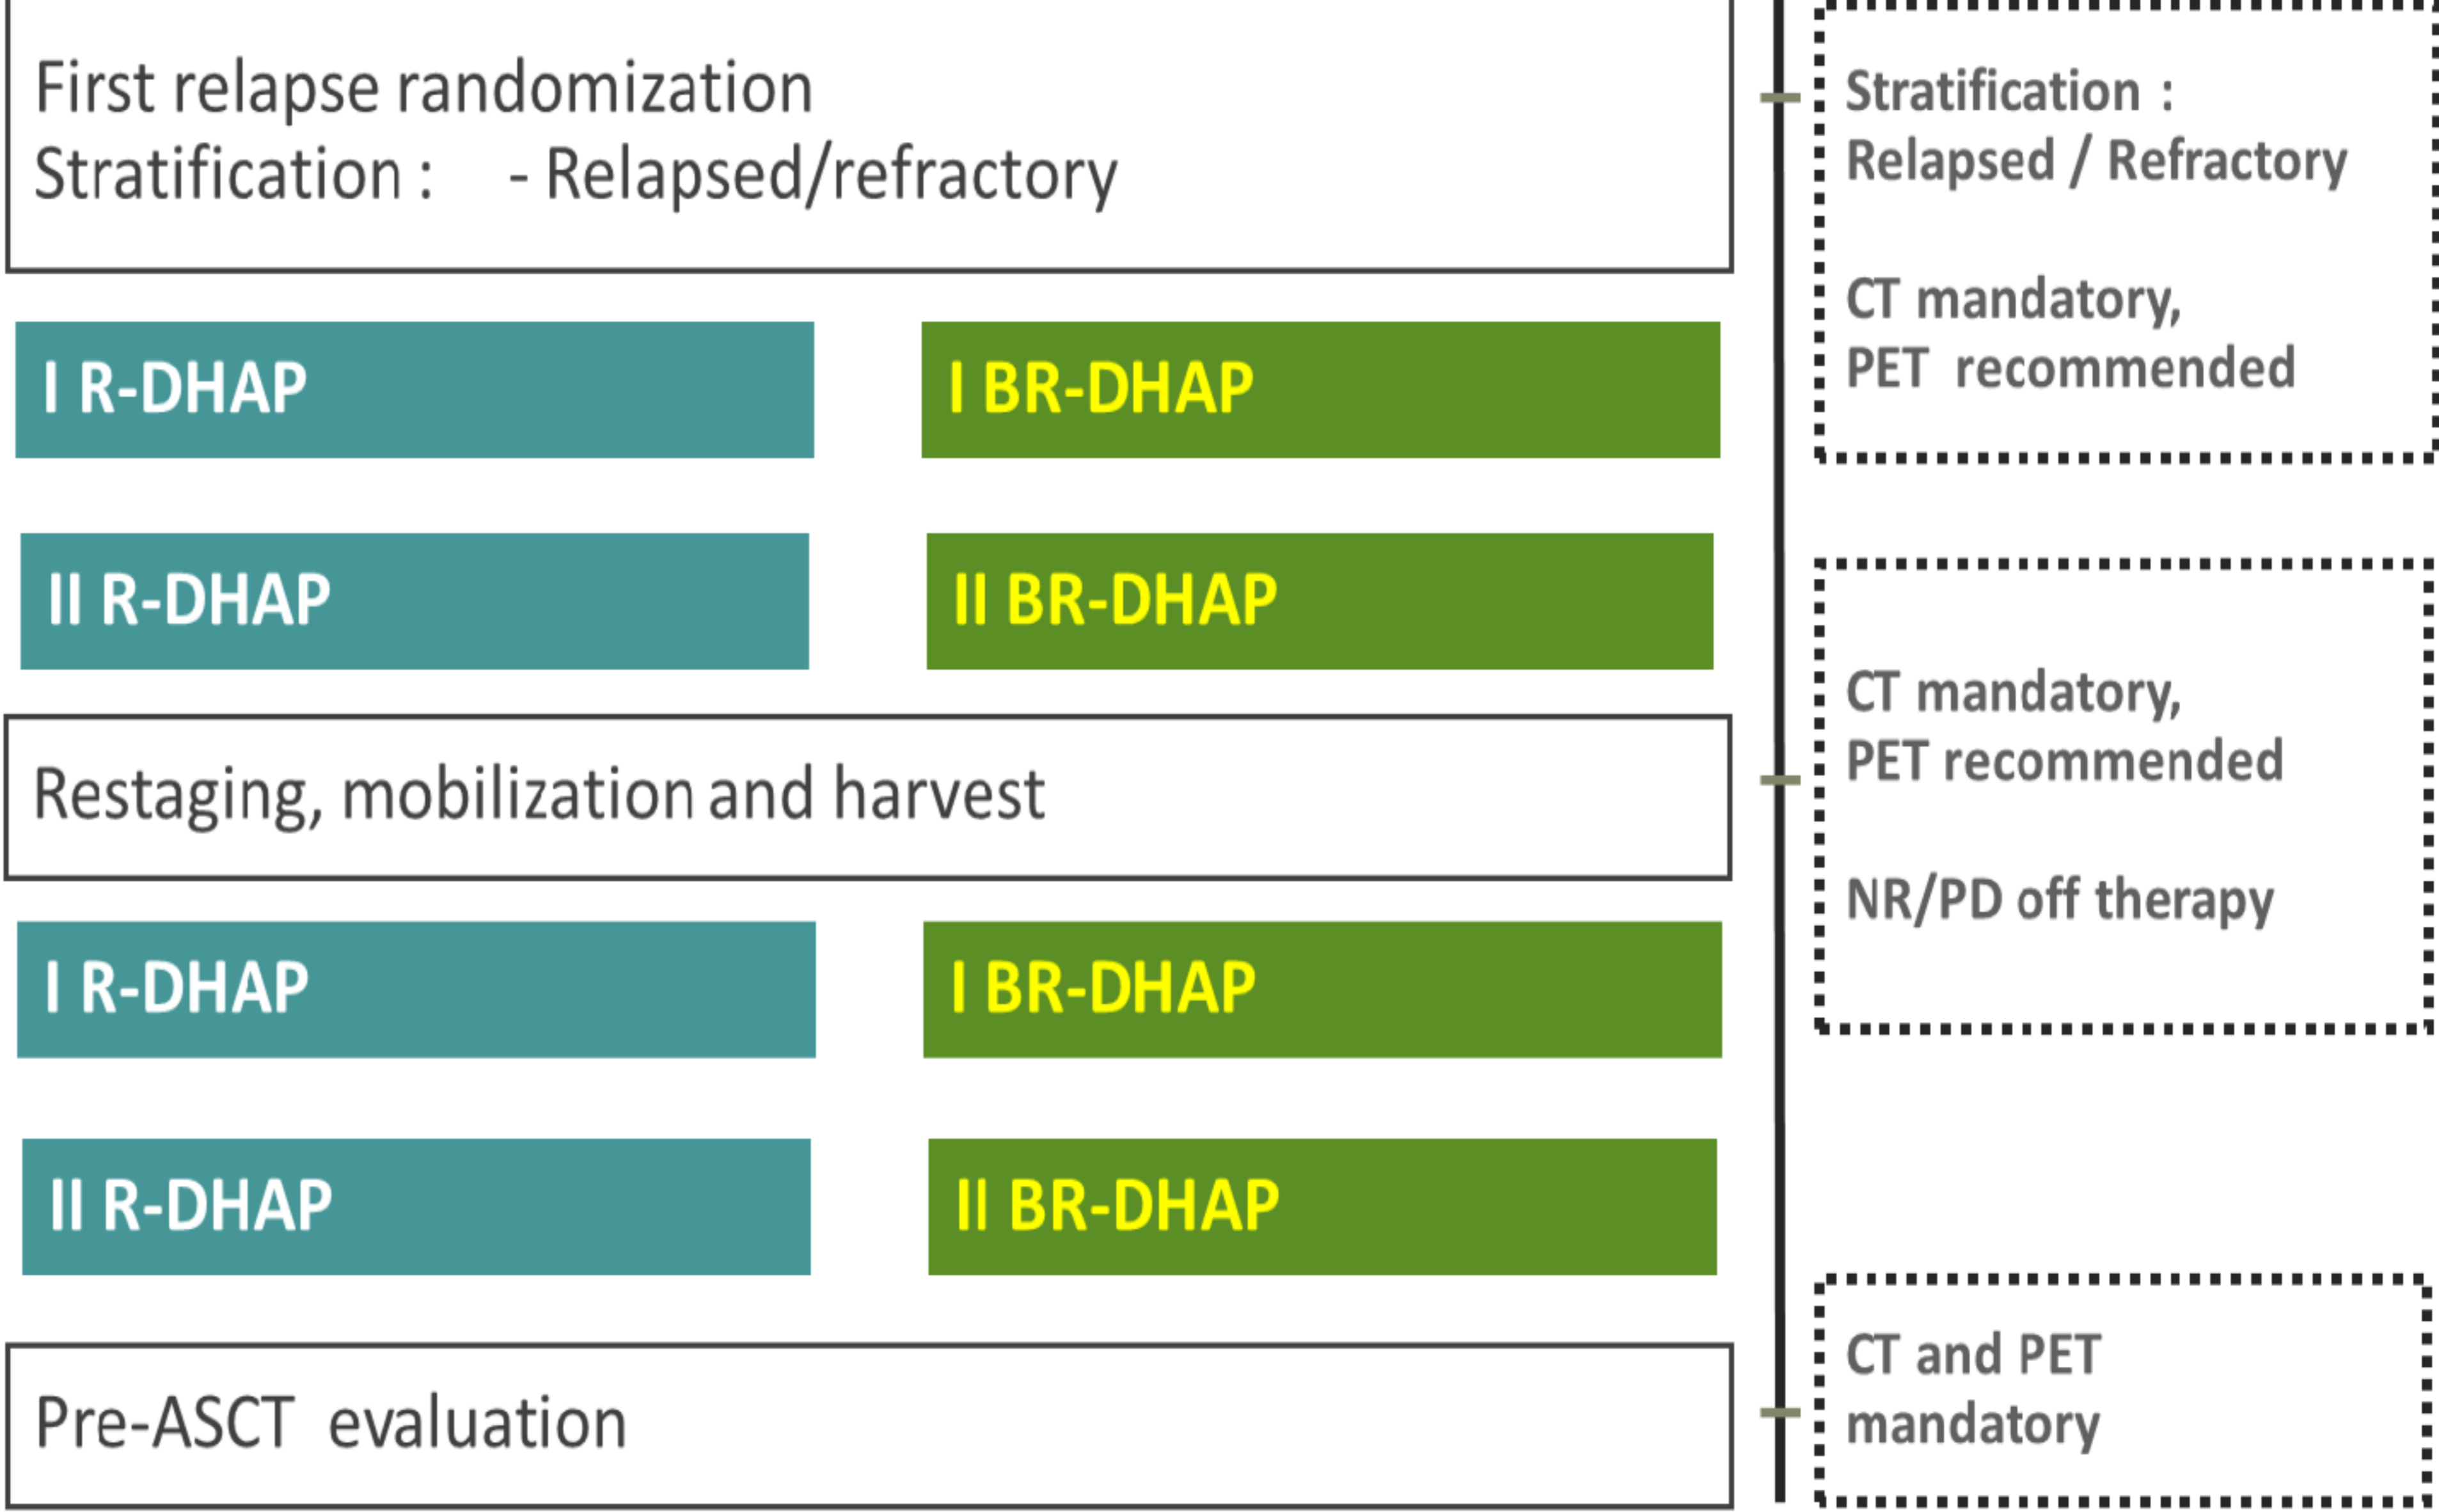 First relapse randomization
Stratification : - Relapsed/refractory
Stratification :
Relapsed / Refractory
CT mandatory,
PET recommended
I R-DHAP
I BR-DHAP
II R-DHAP
II BR-DHAP
Restaging, mobilization and harvest
CT mandatory,
PET recommended
NR/PD off therapy
I R-DHAP
I BR-DHAP
II R-DHAP
II BR-DHAP
Pre-ASCT evaluation
CT and PET
mandatory